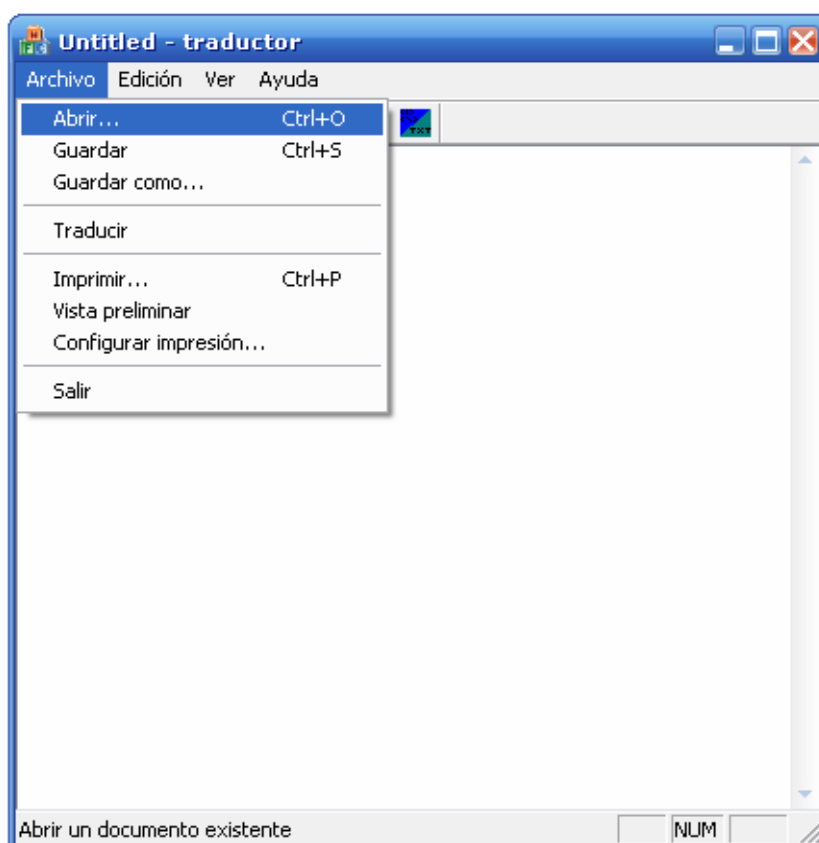 Untitled - traductor
Archivo Edición Ver Ayuda
Abrir... Ctrl+O
TXT
Guardar Ctrl+S
Guardar como...
Traducir
Imprimir... Ctrl+P
Vista preliminar
Configurar impresión...
Salir
Abrir un documento existente NUM